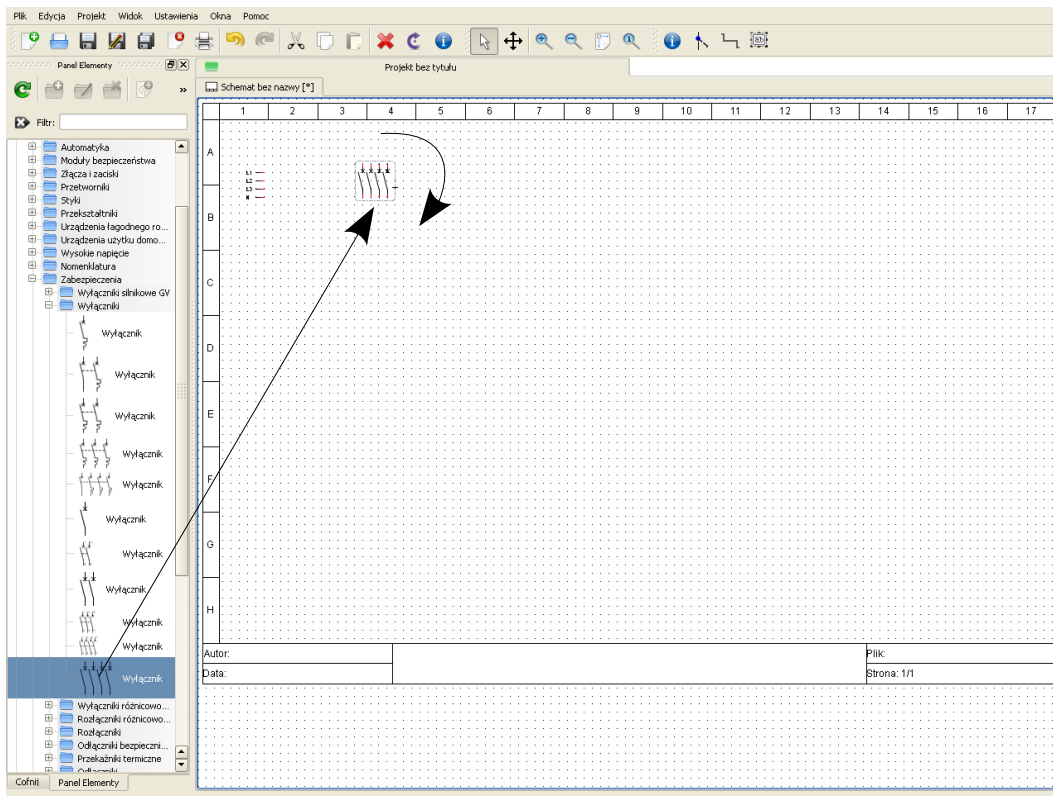 Plik Edycja Projekt Widok Ustawienia Okna Pomoc
Panel Elementy
Projekt bez tytułu
Schemat bez nazwy [*]
Filtr:
1 2 3 4 5 6 7 8 9 10 11 12 13 14 15 16 17
A
B
C
D
E
F
G
H
L1
L2
L3
N
Automatyka
Moduły bezpieczeństwa
Złącza i zaciski
Przetworniki
Styki
Przekształtniki
Urządzenia łagodnego ro...
Urządzenia użytku domo...
Wysokie napięcie
Nomenklatura
Zabezpieczenia
Wyłączniki silnikowe GV
Wyłączniki
Wyłącznik
Wyłącznik
Wyłącznik
Wyłącznik
Wyłącznik
Wyłącznik
Wyłącznik
Wyłącznik
Wyłącznik
Wyłącznik
Wyłącznik
Wyłączniki różnicowo...
Rozłączniki różnicowo...
Rozłączniki
Odłączniki bezpieczni...
Przekaźniki termiczne
Odłączniki
Autor:
Data:
Plik:
Strona: 1/1
Cofnij
Panel Elementy